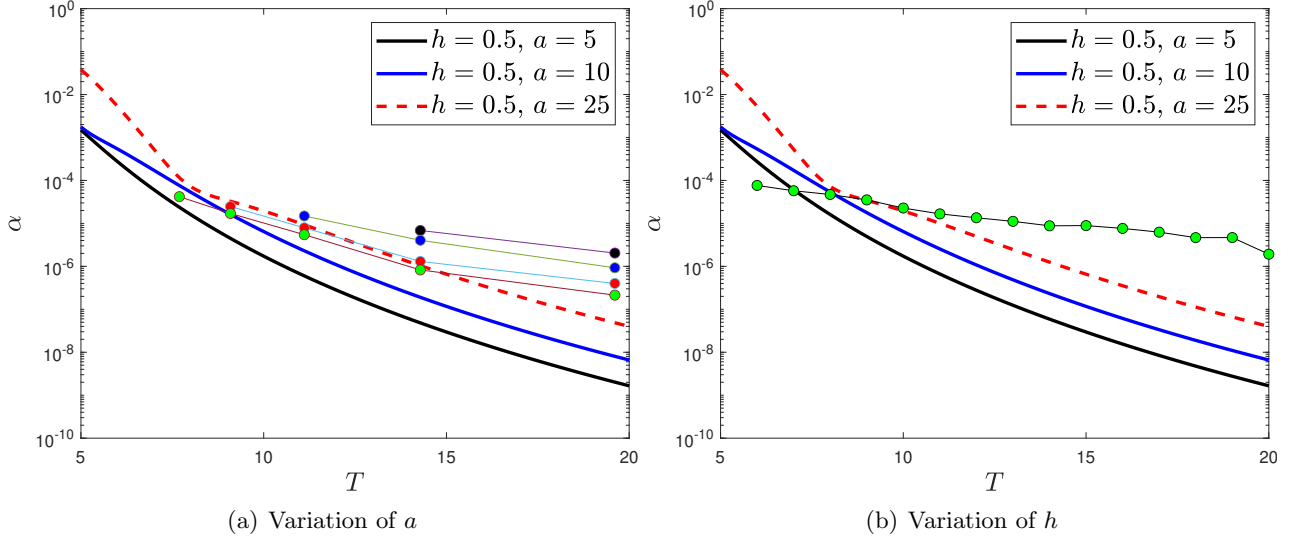 10^0
10^-2
10^-4
10^-6
10^-8
10^-10
α
5
10
15
20
T
h = 0.5, a = 5
h = 0.5, a = 10
h = 0.5, a = 25
(a) Variation of a
10^0
10^-2
10^-4
10^-6
10^-8
10^-10
α
5
10
15
20
T
h = 0.5, a = 5
h = 0.5, a = 10
h = 0.5, a = 25
(b) Variation of h